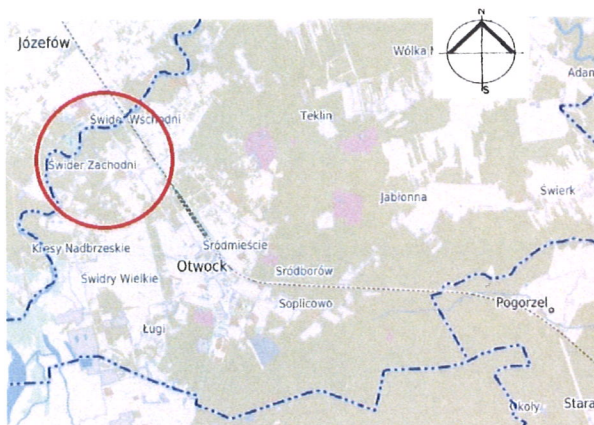 N
Józefów
Wólka M
S
Adam
Świder Wschodni
Teklin
Świder Zachodni
Jabłonna
Świerk
Kresy Nadbrzeskie
Śródmieście
Otwock
Śródborów
Świdry Wielkie
Soplicowo
Pogorzel
Ługi
Okoły
Stara